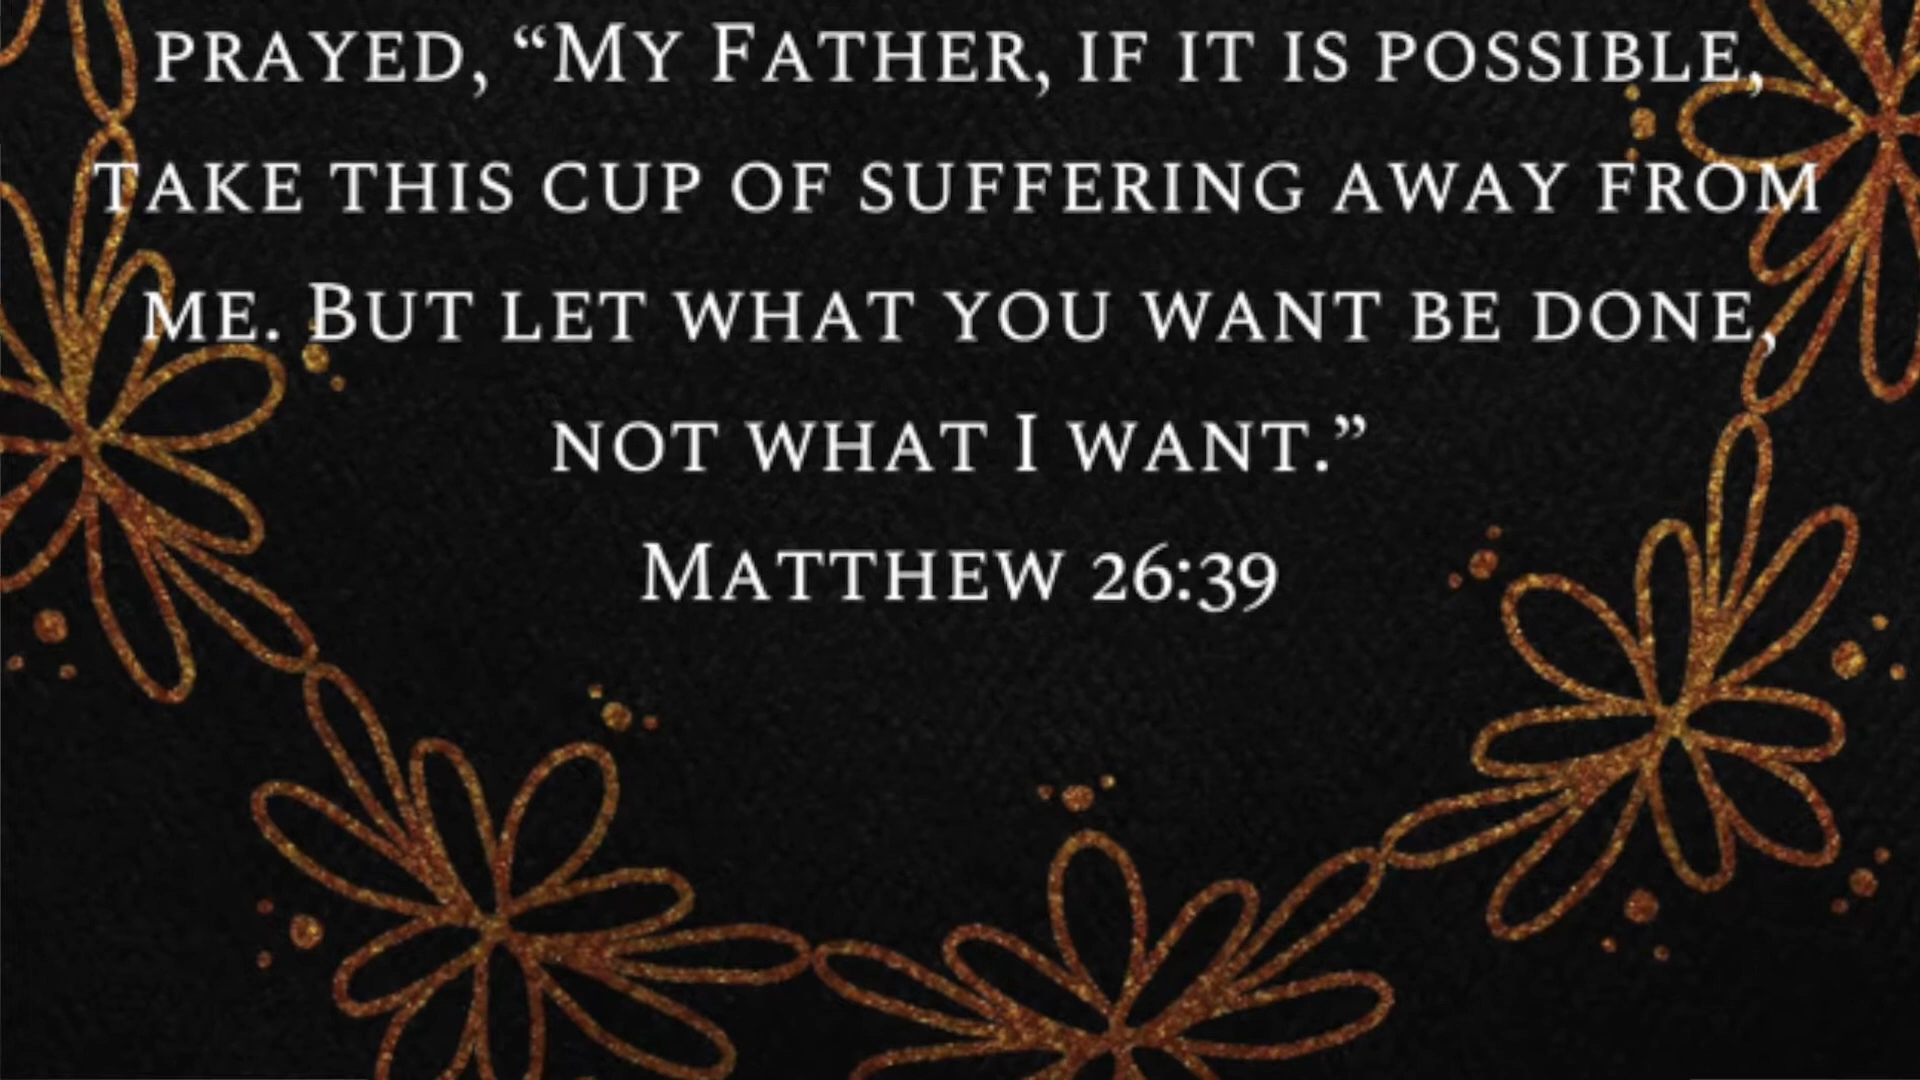 PRAYED, “MY FATHER, IF IT IS POSSIBLE,
TAKE THIS CUP OF SUFFERING AWAY FROM
ME. BUT LET WHAT YOU WANT BE DONE,
NOT WHAT I WANT.”
MATTHEW 26:39